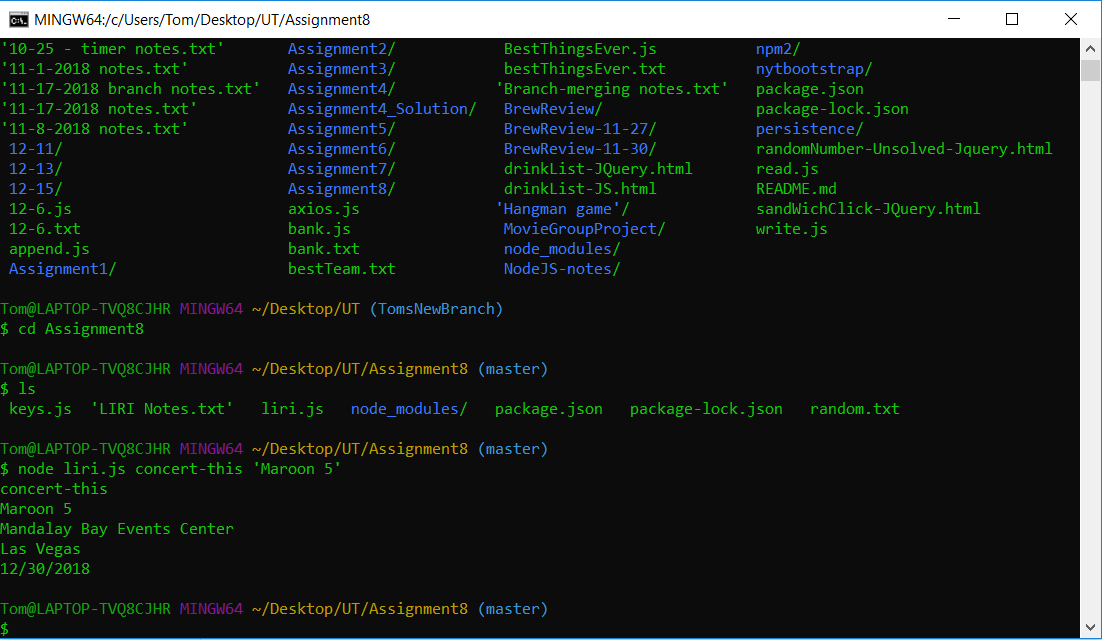 MINGW64:/c/Users/Tom/Desktop/UT/Assignment8
'10-25 - timer notes.txt' Assignment2/ BestThingsEver.js npm2/
'11-1-2018 notes.txt' Assignment3/ bestThingsEver.txt nytbootstrap/
'11-17-2018 branch notes.txt' Assignment4/ 'Branch-merging notes.txt' package.json
'11-17-2018 notes.txt' Assignment4_Solution/ BrewReview/ package-lock.json
'11-8-2018 notes.txt' Assignment5/ BrewReview-11-27/ persistence/
12-11/ Assignment6/ BrewReview-11-30/ randomNumber-Unsolved-Jquery.html
12-13/ Assignment7/ drinkList-JQuery.html read.js
12-15/ Assignment8/ drinkList-JS.html README.md
12-6.js axios.js 'Hangman game'/ sandWichClick-JQuery.html
12-6.txt bank.js MovieGroupProject/ write.js
append.js bank.txt node_modules/
Assignment1/ bestTeam.txt NodeJS-notes/
Tom@LAPTOP-TVQ8CJHR MINGW64 ~/Desktop/UT (TomsNewBranch)
$ cd Assignment8
Tom@LAPTOP-TVQ8CJHR MINGW64 ~/Desktop/UT/Assignment8 (master)
$ ls
keys.js 'LIRI Notes.txt' liri.js node_modules/ package.json package-lock.json random.txt
Tom@LAPTOP-TVQ8CJHR MINGW64 ~/Desktop/UT/Assignment8 (master)
$ node liri.js concert-this 'Maroon 5'
concert-this
Maroon 5
Mandalay Bay Events Center
Las Vegas
12/30/2018
Tom@LAPTOP-TVQ8CJHR MINGW64 ~/Desktop/UT/Assignment8 (master)
$